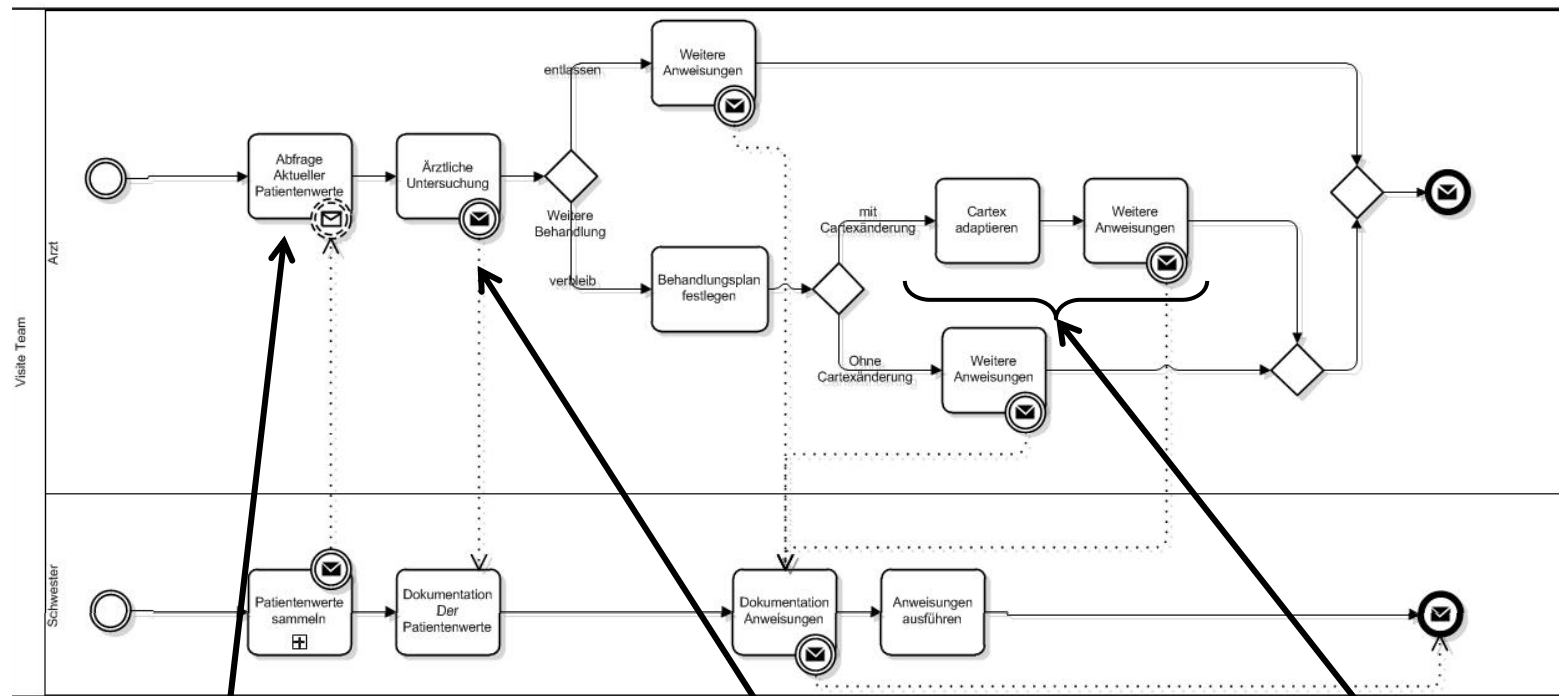 Visite Team
Arzt
Abfrage
Aktueller
Patientenwerte
Ärztliche
Untersuchung
Weitere
Behandlung
entlassen
verbleib
Weitere
Anweisungen
Behandlungsplan
festlegen
mit
Cartexänderung
Cartex
adaptieren
Weitere
Anweisungen
Ohne
Cartexänderung
Weitere
Anweisungen
Schwester
Patientenwerte
sammeln
Dokumentation
Der
Patientenwerte
Dokumentation
Anweisungen
Anweisungen
ausführen